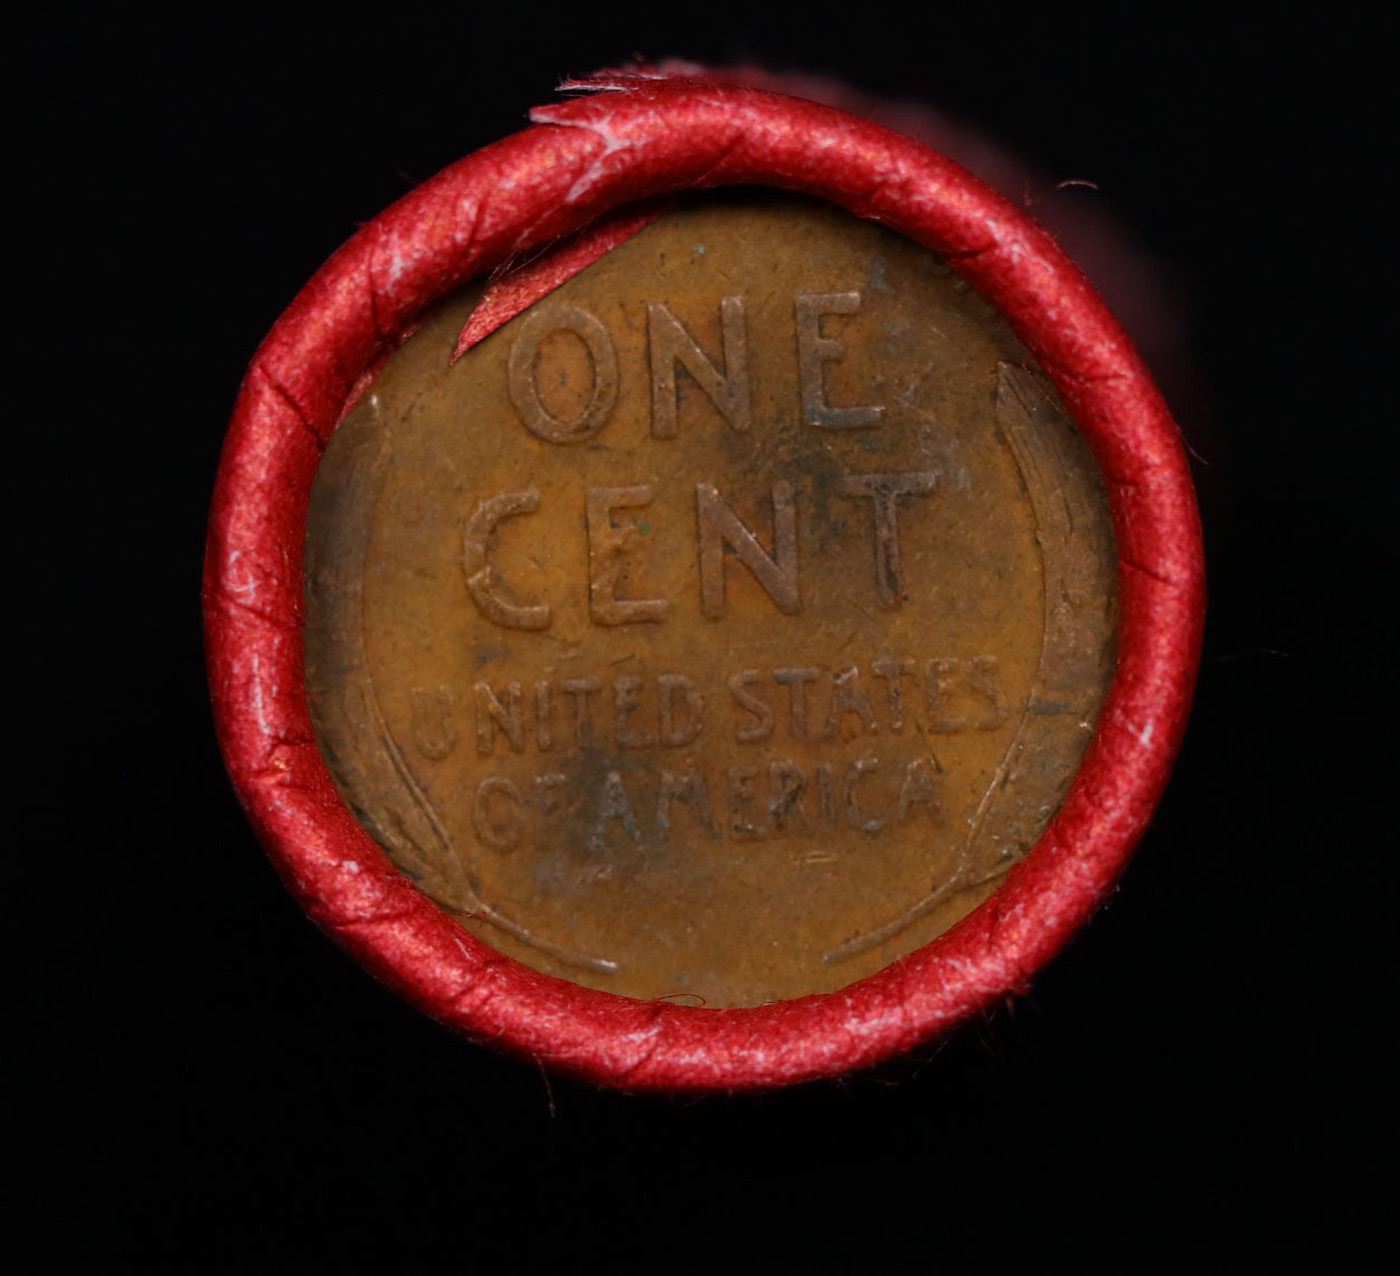 ONE
CENT
UNITED STATES
OF AMERICA